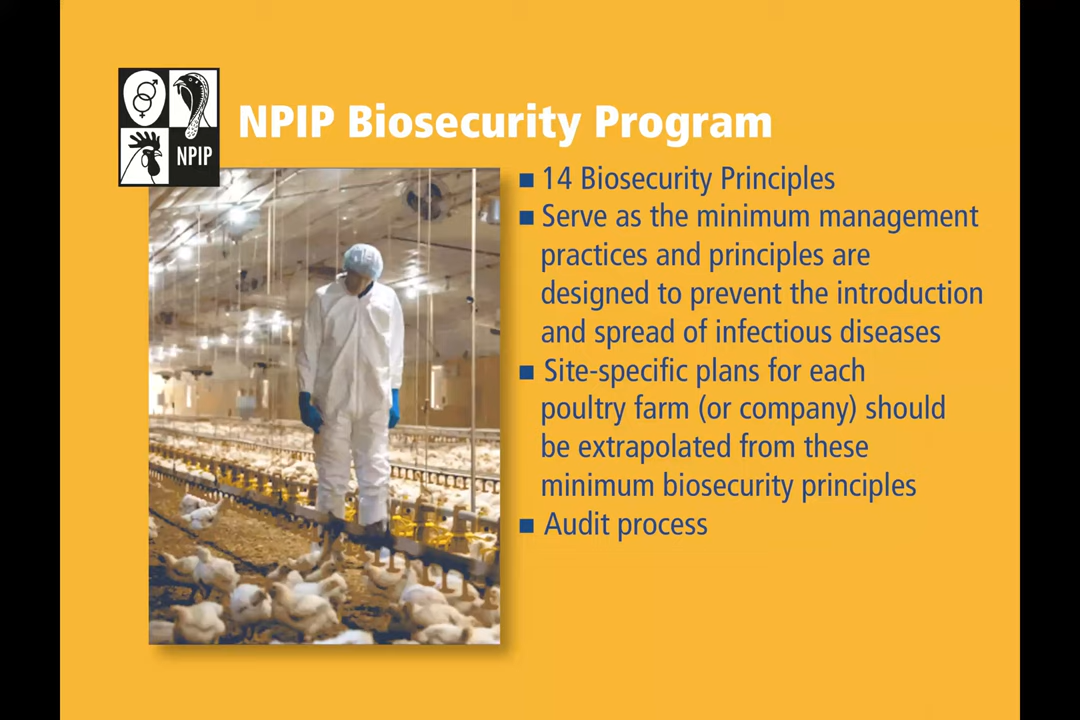 NPIP
NPIP Biosecurity Program
■ 14 Biosecurity Principles
■ Serve as the minimum management
practices and principles are
designed to prevent the introduction
and spread of infectious diseases
■ Site-specific plans for each
poultry farm (or company) should
be extrapolated from these
minimum biosecurity principles
■ Audit process